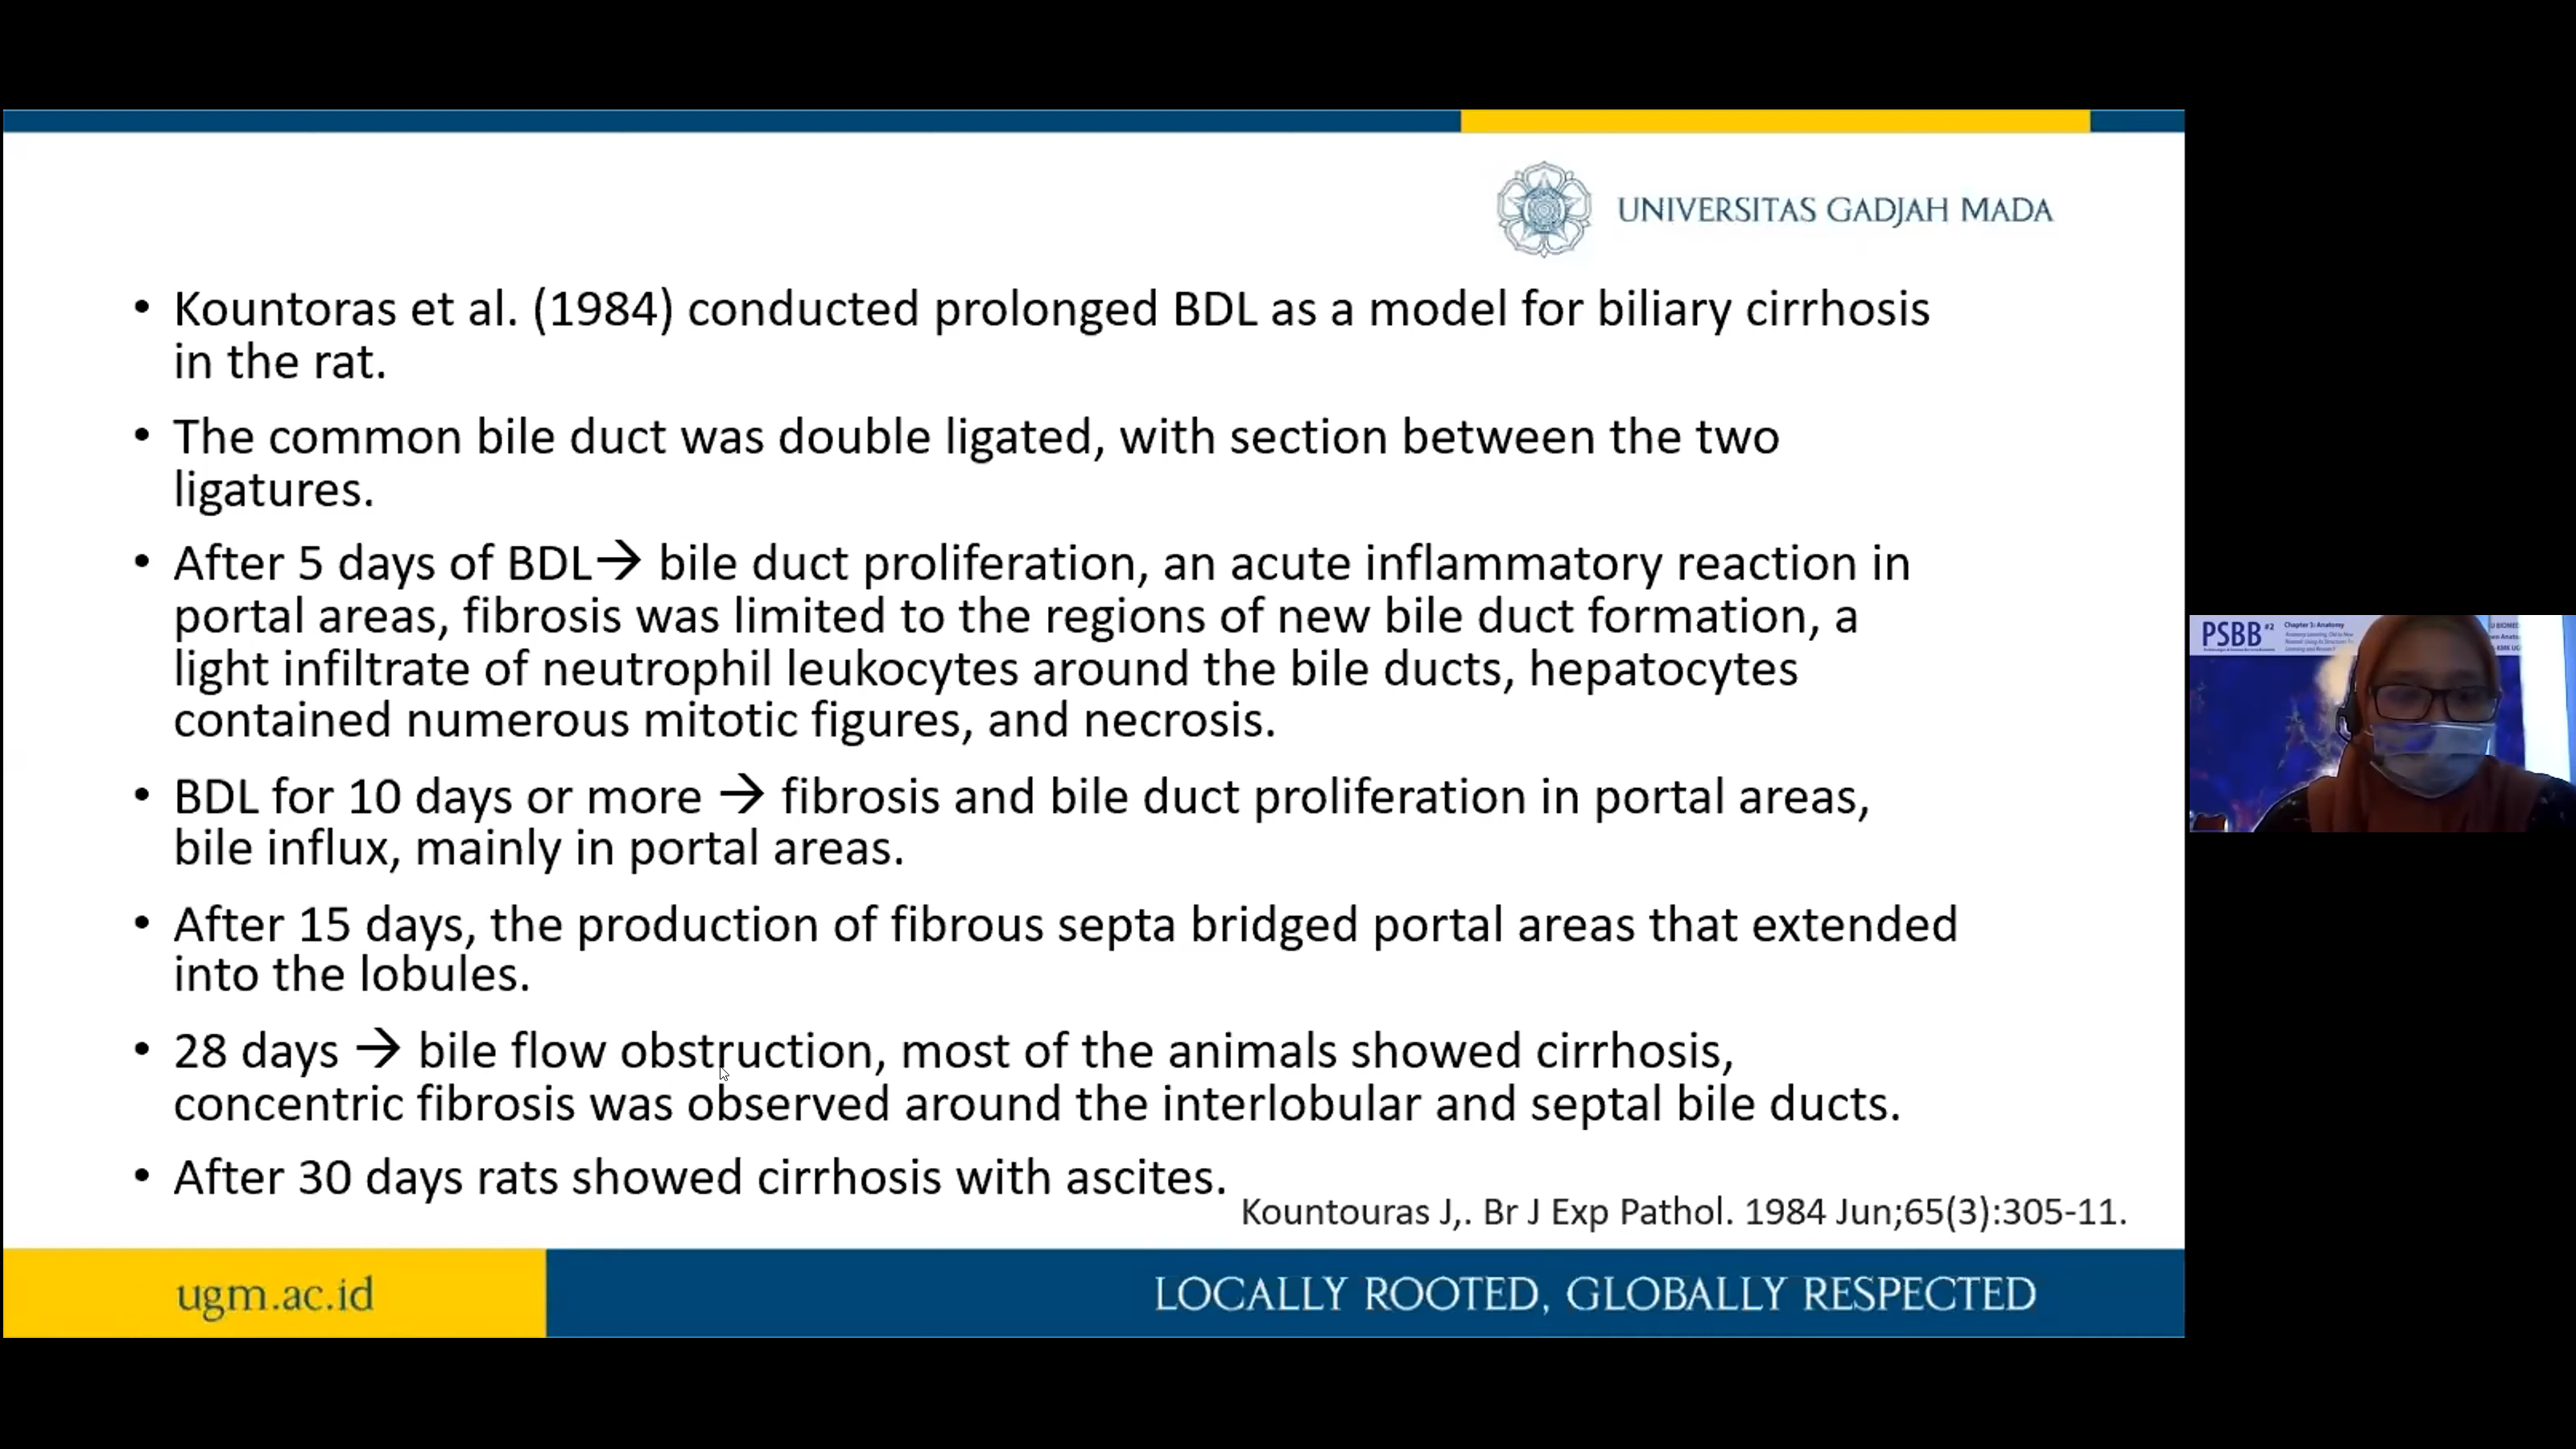 UNIVERSITAS GADJAH MADA
• Kountoras et al. (1984) conducted prolonged BDL as a model for biliary cirrhosis
in the rat.
• The common bile duct was double ligated, with section between the two
ligatures.
• After 5 days of BDL→ bile duct proliferation, an acute inflammatory reaction in
portal areas, fibrosis was limited to the regions of new bile duct formation, a
light infiltrate of neutrophil leukocytes around the bile ducts, hepatocytes
contained numerous mitotic figures, and necrosis.
• BDL for 10 days or more → fibrosis and bile duct proliferation in portal areas,
bile influx, mainly in portal areas.
• After 15 days, the production of fibrous septa bridged portal areas that extended
into the lobules.
• 28 days → bile flow obstruction, most of the animals showed cirrhosis,
concentric fibrosis was observed around the interlobular and septal bile ducts.
• After 30 days rats showed cirrhosis with ascites.
Kountouras J,. Br J Exp Pathol. 1984 Jun;65(3):305-11.
ugm.ac.id
LOCALLY ROOTED, GLOBALLY RESPECTED
PSBB #2
Chapter 3: Anatomy